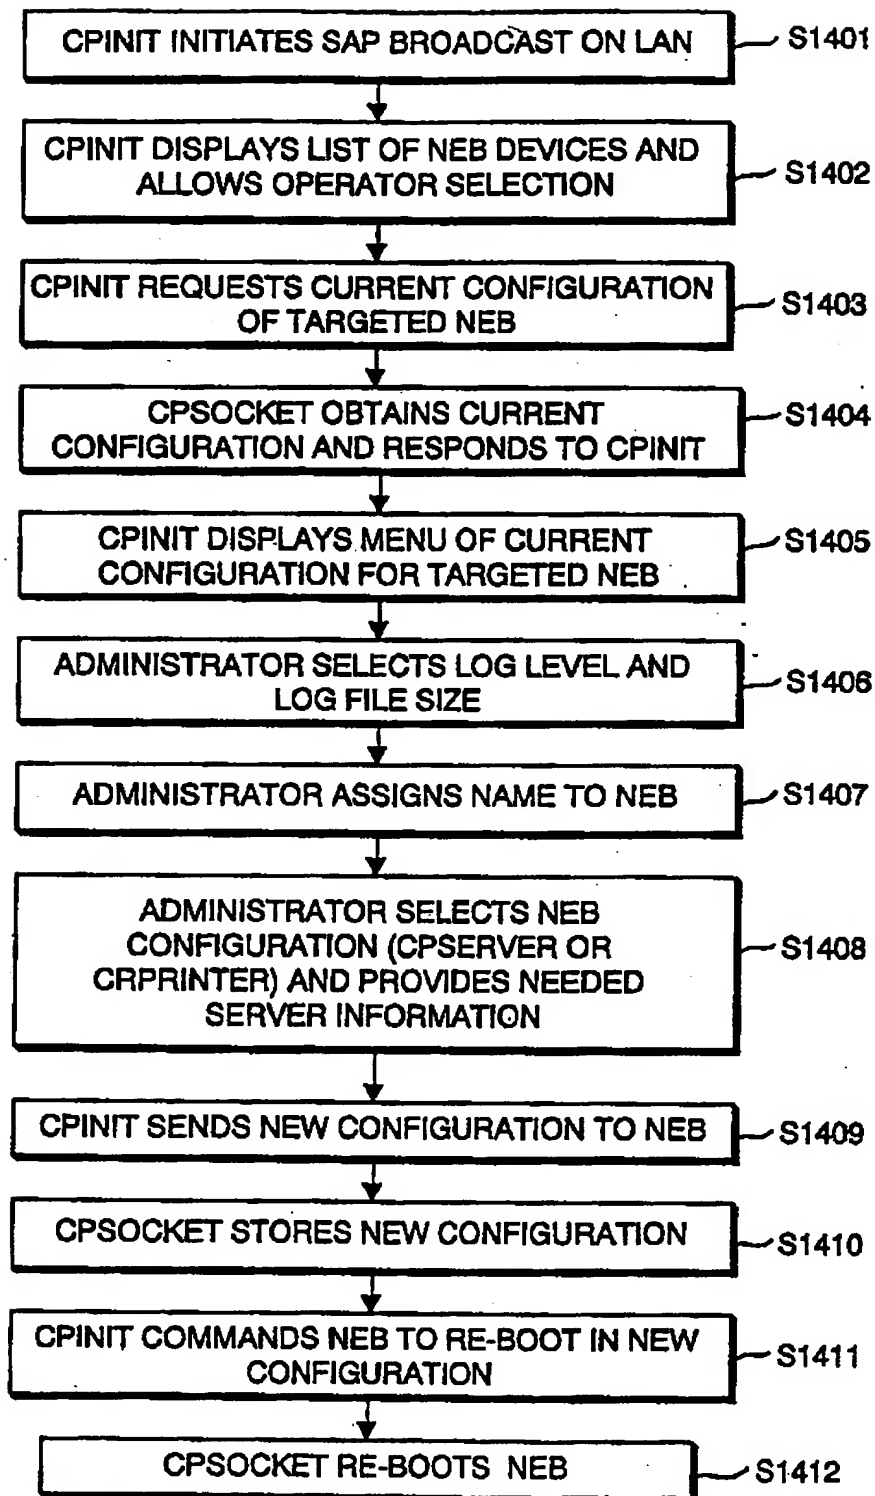 CPINIT INITIATES SAP BROADCAST ON LAN
S1401
CPINIT DISPLAYS LIST OF NEB DEVICES AND
ALLOWS OPERATOR SELECTION
S1402
CPINIT REQUESTS CURRENT CONFIGURATION
OF TARGETED NEB
S1403
CPSOCKET OBTAINS CURRENT
CONFIGURATION AND RESPONDS TO CPINIT
S1404
CPINIT DISPLAYS MENU OF CURRENT
CONFIGURATION FOR TARGETED NEB
S1405
ADMINISTRATOR SELECTS LOG LEVEL AND
LOG FILE SIZE
S1406
ADMINISTRATOR ASSIGNS NAME TO NEB
S1407
ADMINISTRATOR SELECTS NEB
CONFIGURATION (CPSERVER OR
CRPRINTER) AND PROVIDES NEEDED
SERVER INFORMATION
S1408
CPINIT SENDS NEW CONFIGURATION TO NEB
S1409
CPSOCKET STORES NEW CONFIGURATION
S1410
CPINIT COMMANDS NEB TO RE-BOOT IN NEW
CONFIGURATION
S1411
CPSOCKET RE-BOOTS NEB
S1412